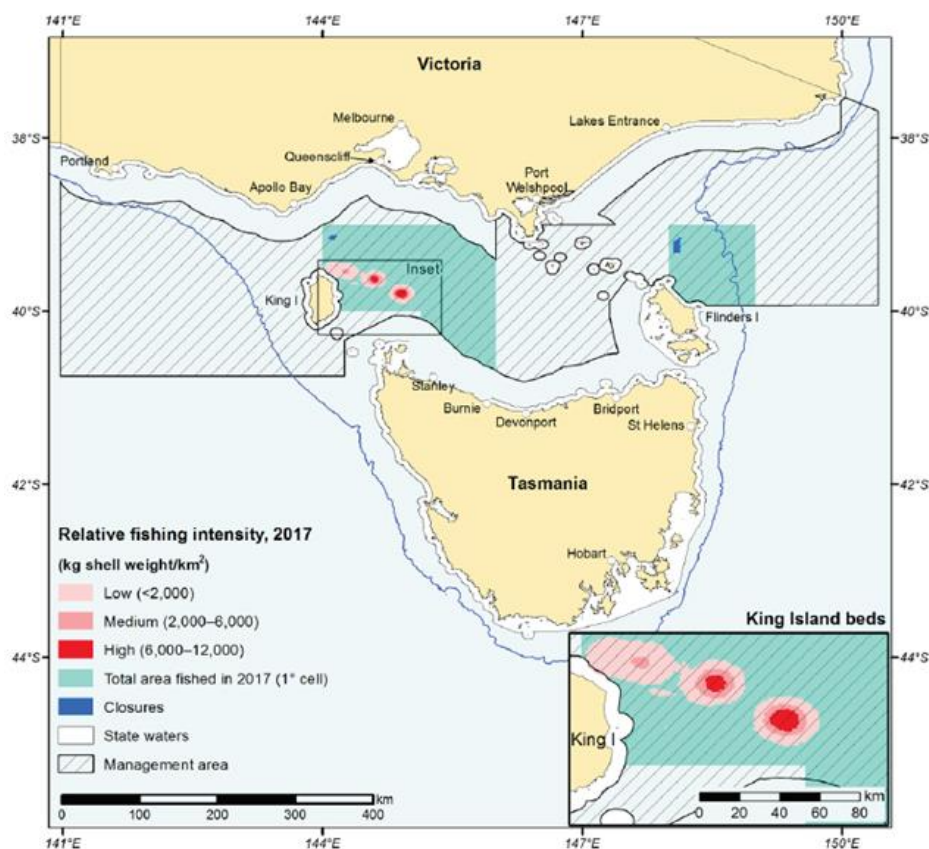 141°E 144°E 147°E 150°E
Victoria
Melbourne
Lakes Entrance
38°S 38°S
Queenscliff
Portland
Port
Welshpool
Apollo Bay
Inset
King I
40°S 40°S
Flinders I
Stanley
Burnie
Bridport
Devonport
St Helens
42°S 42°S
Tasmania
Relative fishing intensity, 2017
(kg shell weight/km²)
Hobart
Low (<2,000)
Medium (2,000–6,000)
High (6,000–12,000)
King Island beds
44°S 44°S
Total area fished in 2017 (1° cell)
Closures
State waters
King I
Management area
km
0 100 200 300 400
km
0 20 40 60 80
141°E 144°E 147°E 150°E